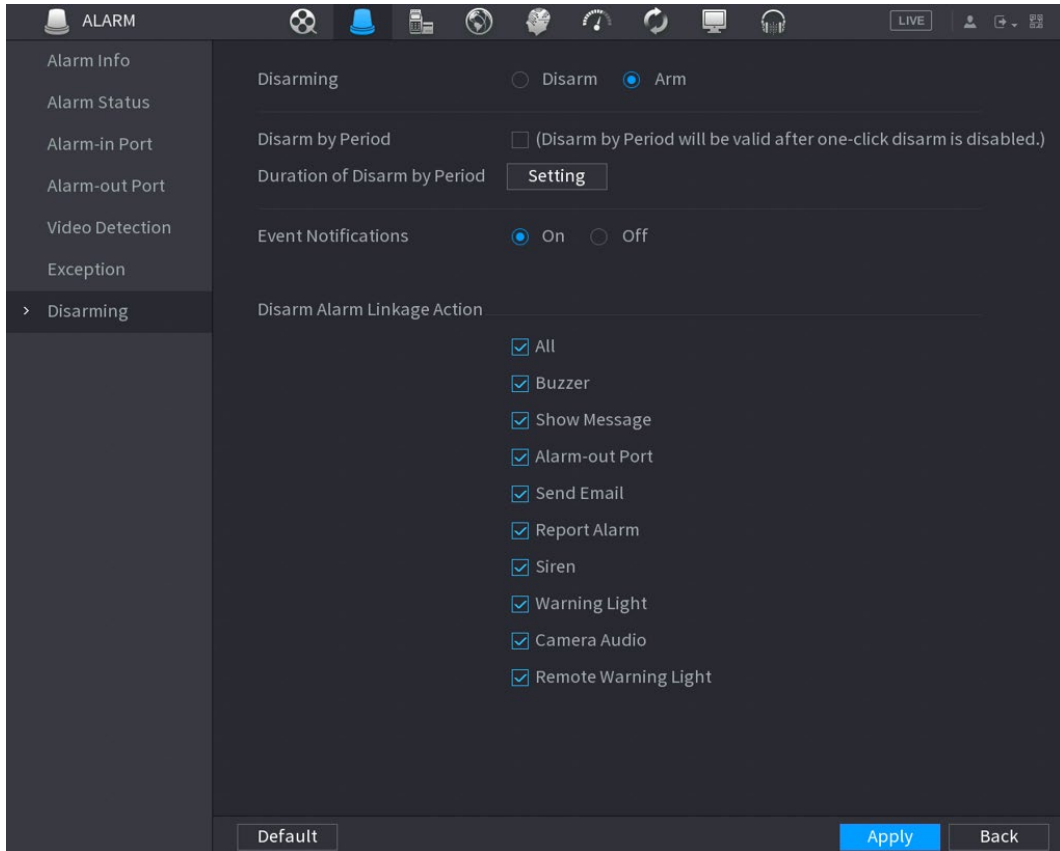 ALARM
LIVE
Alarm Info
Alarm Status
Alarm-in Port
Alarm-out Port
Video Detection
Exception
> Disarming
Disarming Disarm Arm
Disarm by Period (Disarm by Period will be valid after one-click disarm is disabled.)
Duration of Disarm by Period Setting
Event Notifications On Off
Disarm Alarm Linkage Action
All
Buzzer
Show Message
Alarm-out Port
Send Email
Report Alarm
Siren
Warning Light
Camera Audio
Remote Warning Light
Default Apply Back